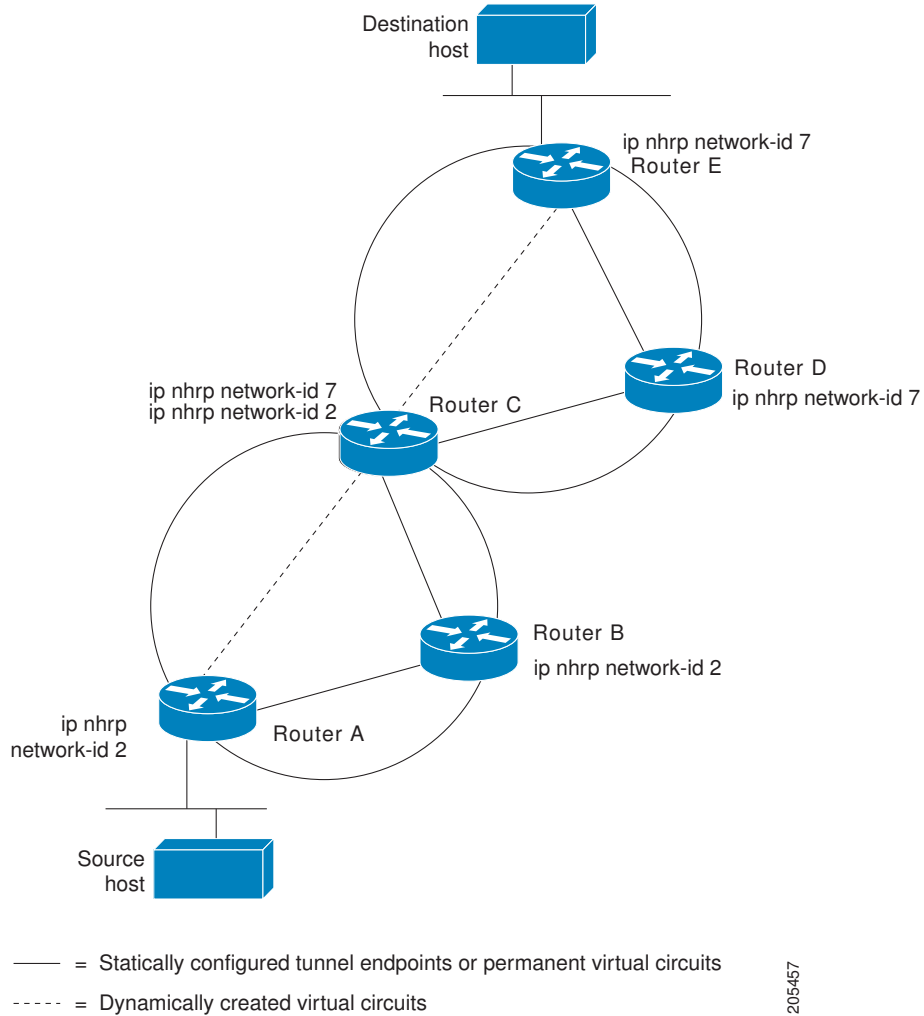 Destination
host
ip nhrp network-id 7
Router E
Router D
ip nhrp network-id 7
ip nhrp network-id 7
ip nhrp network-id 2
Router C
Router B
ip nhrp network-id 2
ip nhrp
network-id 2
Router A
Source
host
= Statically configured tunnel endpoints or permanent virtual circuits
= Dynamically created virtual circuits
205457